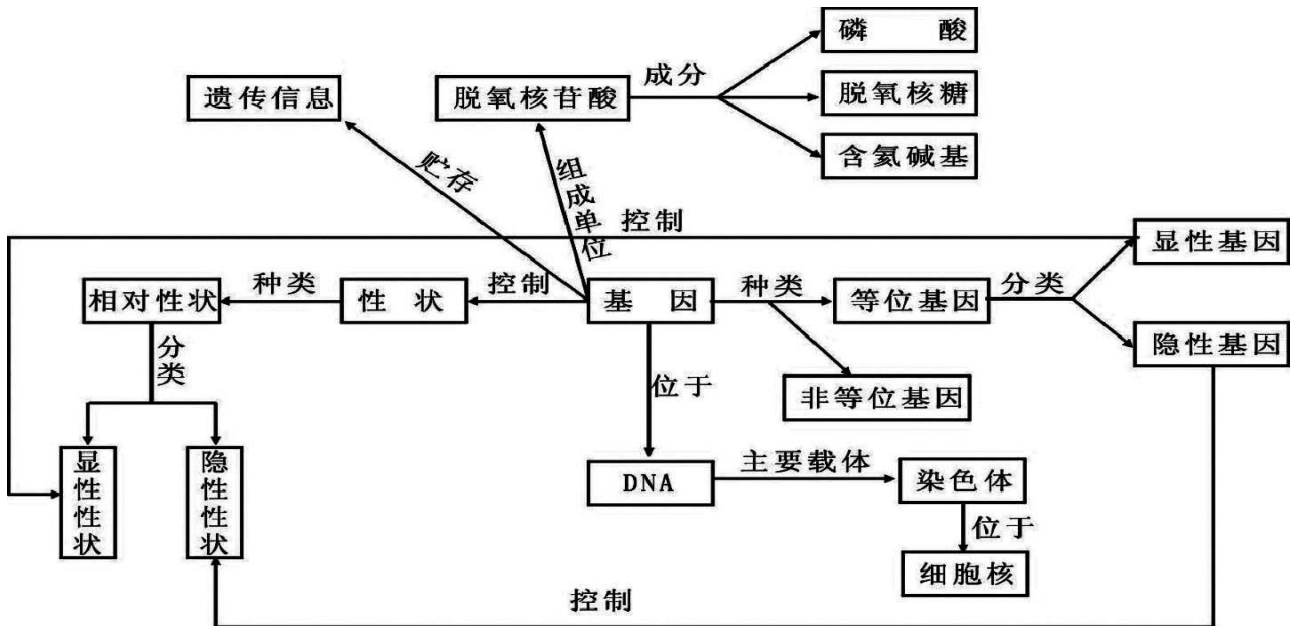 磷 酸
成分
遗传信息
脱氧核苷酸
脱氧核糖
含氮碱基
贮存
组成单位
控制
显性基因
相对性状
种类
性 状
控制
基 因
种类
等位基因
分类
隐性基因
分类
位于
非等位基因
显性性状
隐性性状
DNA
主要载体
染色体
位于
细胞核
控制